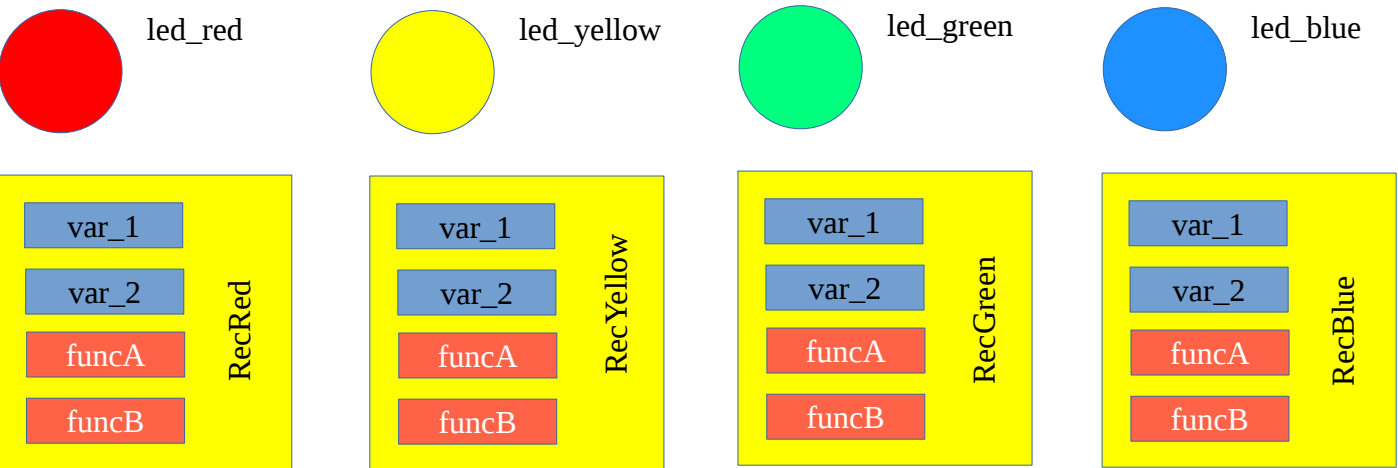 led_red
led_yellow
led_green
led_blue
var_1
var_2
funcA
funcB
RecRed
var_1
var_2
funcA
funcB
RecYellow
var_1
var_2
funcA
funcB
RecGreen
var_1
var_2
funcA
funcB
RecBlue